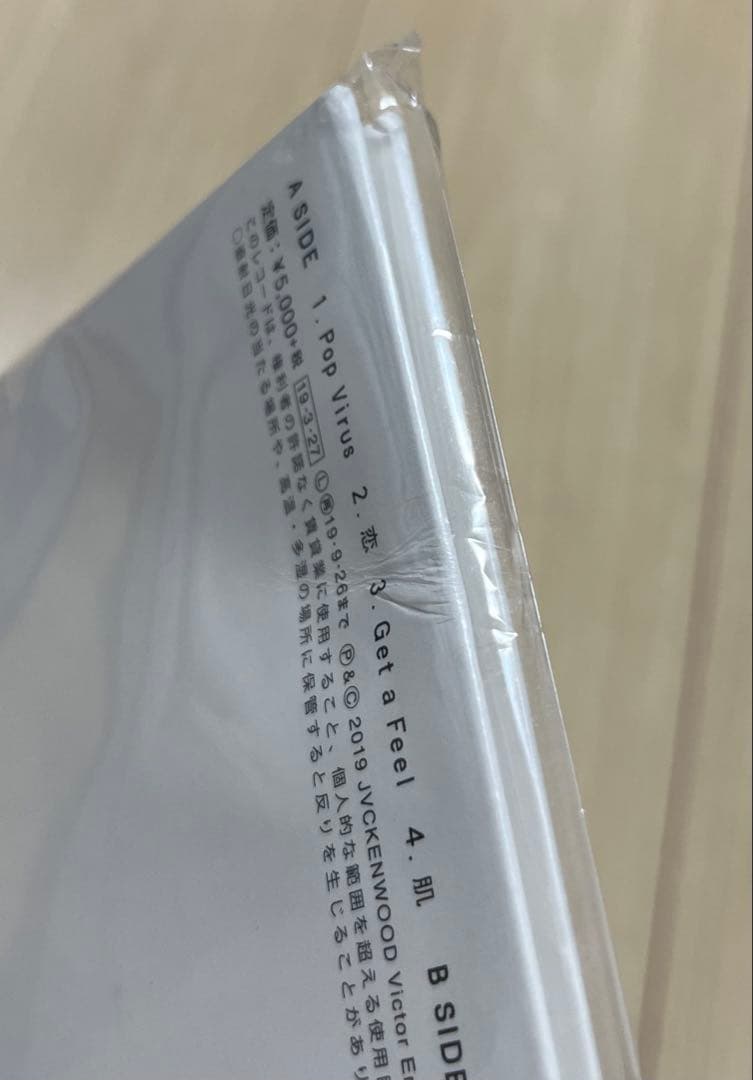 A SIDE 1. Pop Virus 2. 恋 3. Get a Feel 4. 肌 B SIDE
定価:¥5,000+税 19・3・27 Ⓛ㊢19・9・26まで Ⓟ&Ⓒ 2019 JVCKENWOOD Victor En
このレコードは、権利者の許諾なく賃貸業に使用すること、個人的な範囲を超える使用
○直射日光の当たる場所や、高温・多湿の場所に保管すると反りを生じることがあり